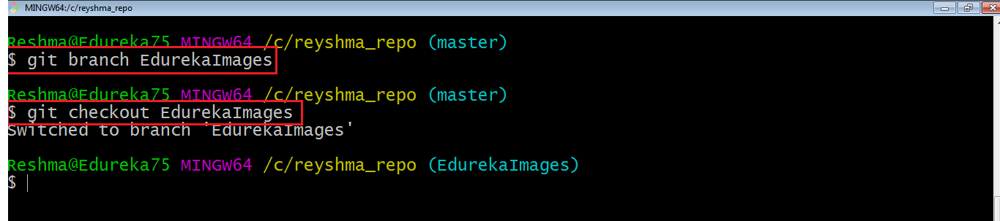 MINGW64:/c/reyshma_repo
Reshma@Edureka75 MINGW64 /c/reyshma_repo (master)
$ git branch EdurekaImages
Reshma@Edureka75 MINGW64 /c/reyshma_repo (master)
$ git checkout EdurekaImages
Switched to branch 'EdurekaImages'
Reshma@Edureka75 MINGW64 /c/reyshma_repo (EdurekaImages)
$